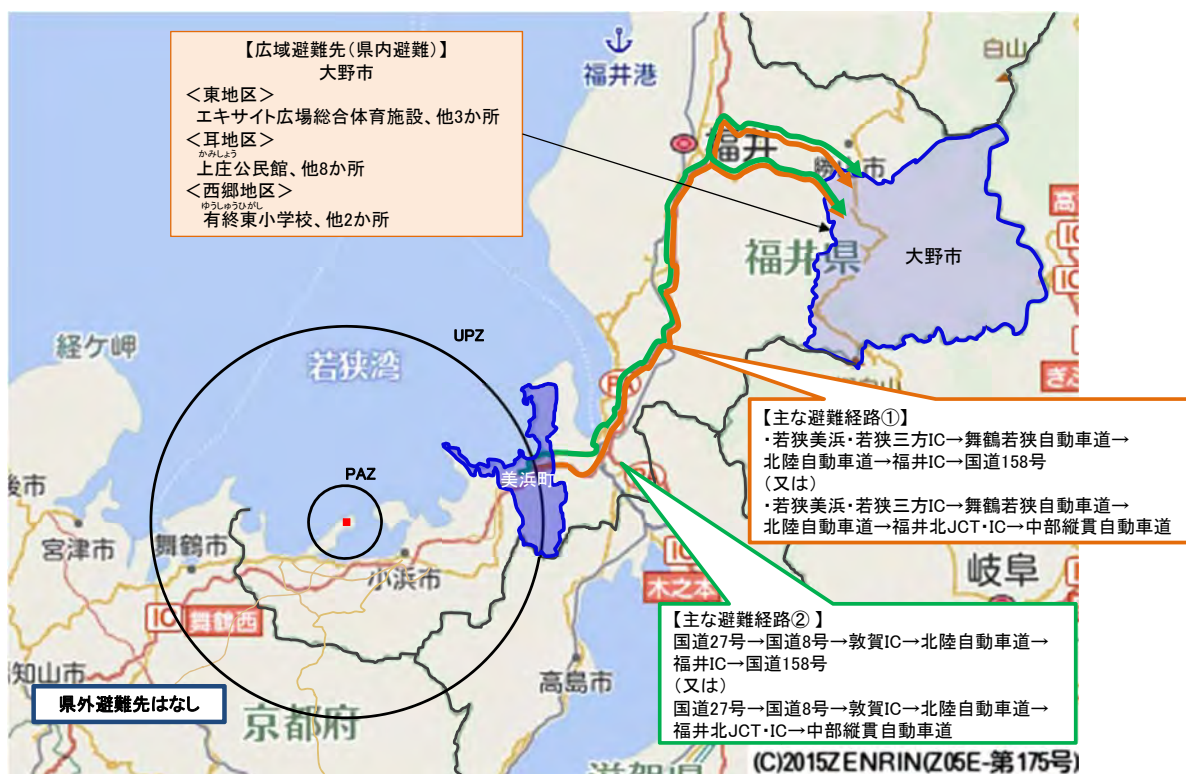 【広域避難先(県内避難)】
大野市
<東地区>
エキサイト広場総合体育施設、他3か所
<耳地区>
かみしょう
上庄公民館、他8か所
<西郷地区>
ゆうしゅうひがし
有終東小学校、他2か所
福井港
白山
福井
勝山市
福井県
大野市
経ケ岬
若狭湾
UPZ
PAZ
美浜町
PA
IC
IC
宮津市
舞鶴市
小浜市
IC
舞鶴西
IC
木之本
岐阜
高島市
京都府
県外避難先はなし
【主な避難経路①】
・若狭美浜・若狭三方IC→舞鶴若狭自動車道→
北陸自動車道→福井IC→国道158号
(又は)
・若狭美浜・若狭三方IC→舞鶴若狭自動車道→
北陸自動車道→福井北JCT・IC→中部縦貫自動車道
【主な避難経路②】
国道27号→国道8号→敦賀IC→北陸自動車道→
福井IC→国道158号
(又は)
国道27号→国道8号→敦賀IC→北陸自動車道→
福井北JCT・IC→中部縦貫自動車道
(C)2015ZENRIN(Z05E-第175号)